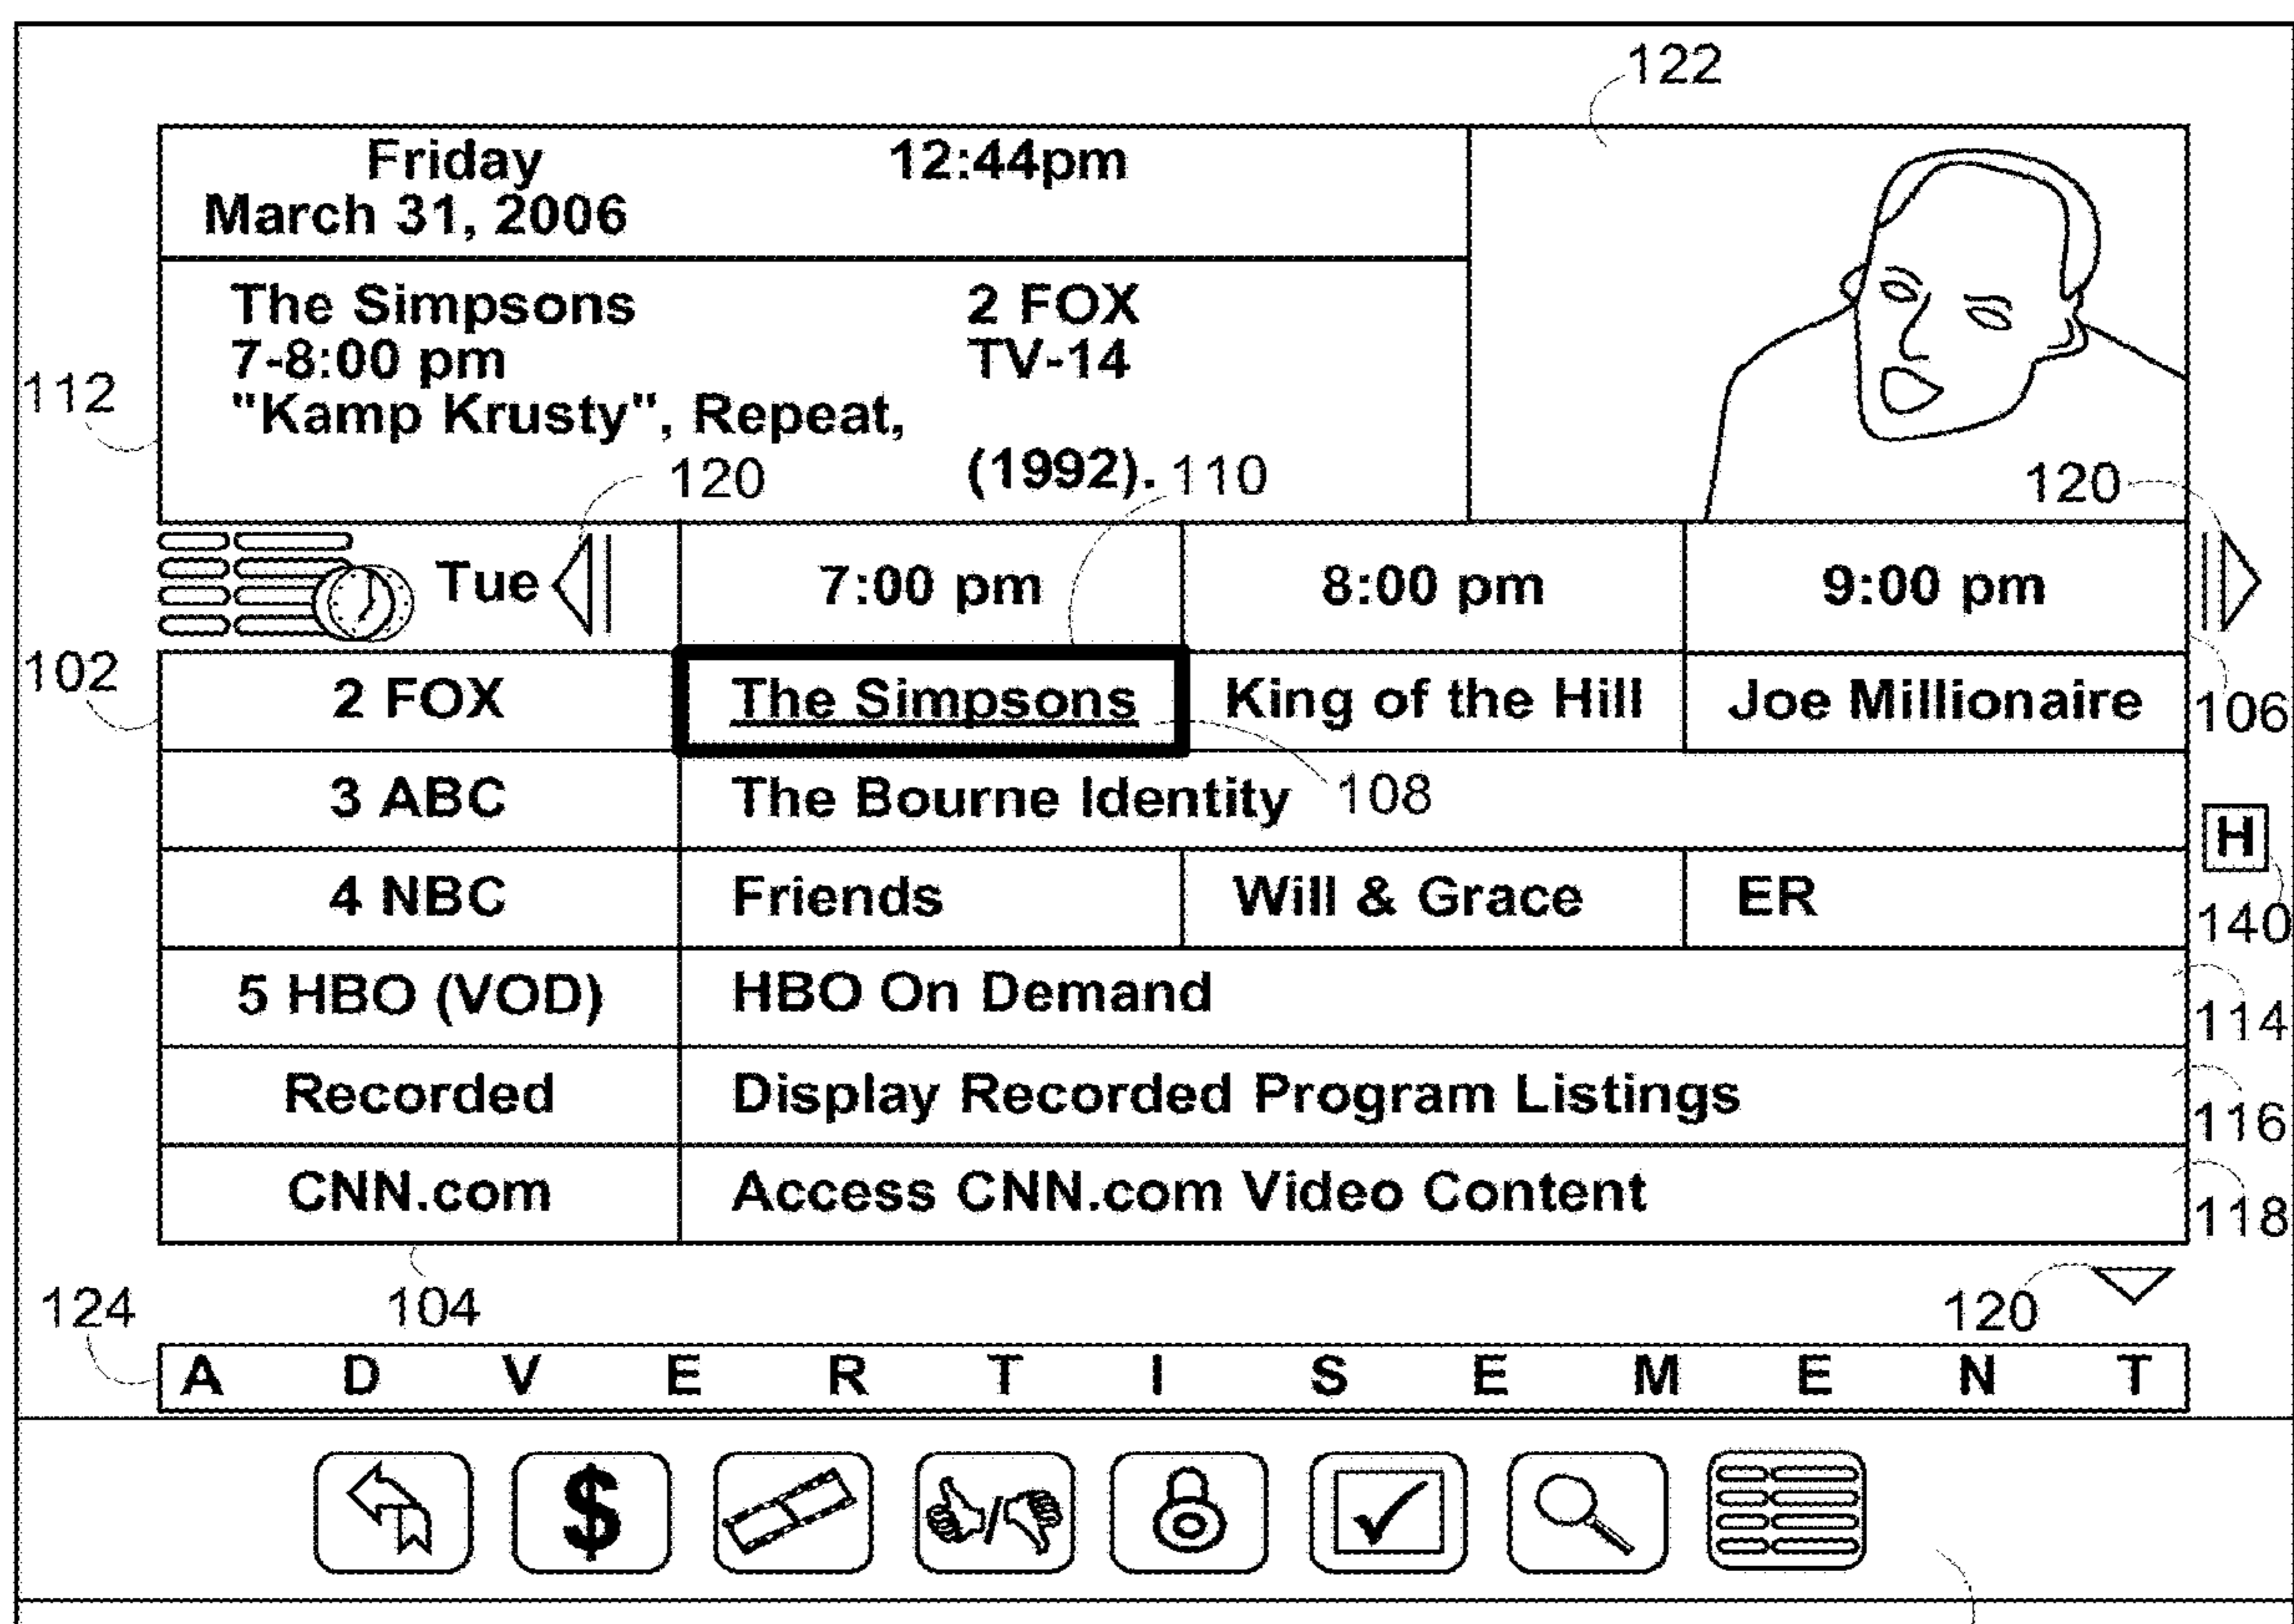 122
Friday 12:44pm
March 31, 2006
The Simpsons 2 FOX
7-8:00 pm TV-14
112
"Kamp Krusty", Repeat,
120 (1992). 110 120
Tue 7:00 pm 8:00 pm 9:00 pm
102
2 FOX The Simpsons King of the Hill Joe Millionaire 106
3 ABC The Bourne Identity 108
H
4 NBC Friends Will & Grace ER
140
5 HBO (VOD) HBO On Demand
114
Recorded Display Recorded Program Listings
116
CNN.com Access CNN.com Video Content
118
124 104 120
A D V E R T I S E M E N T
$ /